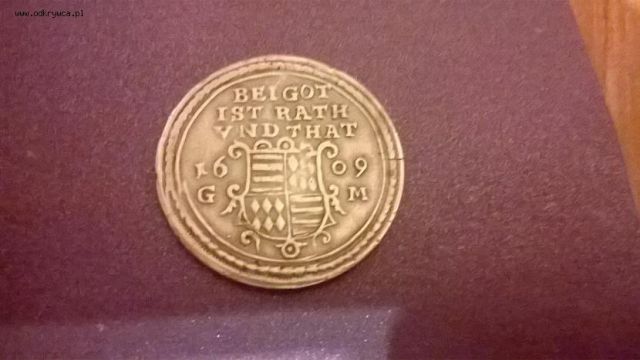 www.odkrywca.pl
BEI GOT
IST RATH
VND THAT
16 09
G M